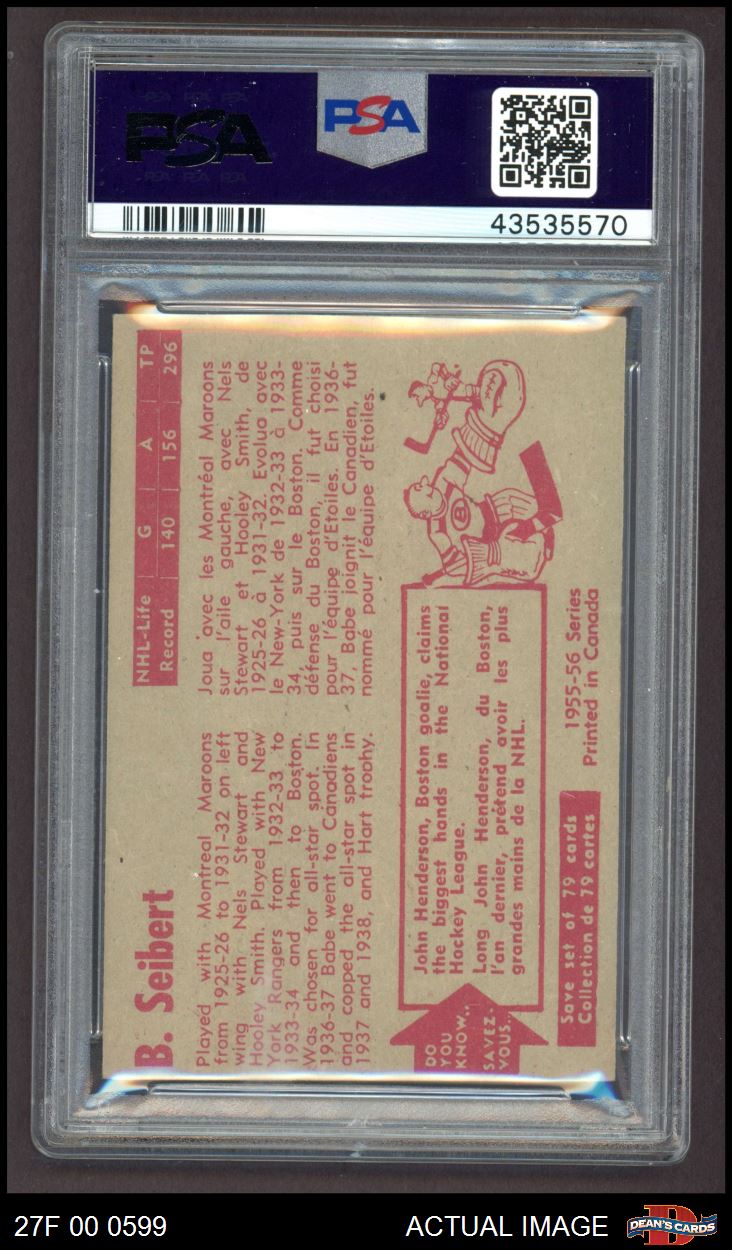 PSA
PSA
43535570
B. Seibert
Played with Montreal Maroons
from 1925-26 to 1931-32 on left
wing with Nels Stewart and
Hooley Smith. Played with New
York Rangers from 1932-33 to
1933-34 and then to Boston.
Was chosen for all-star spot. In
1936-37 Babe went to Canadiens
and copped the all-star spot in
1937 and 1938, and Hart trophy.
NHL-Life G A TP
Record 140 156 296
Joua avec les Montréal Maroons
sur l'aile gauche, avec Nels
Stewart et Hooley Smith, de
1925-26 à 1931-32. Evolua avec
le New-York de 1932-33 à 1933-
34, puis sur le Boston. Comme
défense du Boston, il fut choisi
pour l'équipe d'Etoiles. En 1936-
37, Babe joignit le Canadien, fut
nommé pour l'équipe d'Etoiles.
DO
YOU
KNOW..
SAVEZ-
VOUS..
John Henderson, Boston goalie, claims
the biggest hands in the National
Hockey League.
Long John Henderson, du Boston,
l'an dernier, prétend avoir les plus
grandes mains de la NHL.
B
Save set of 79 cards
Collection de 79 cartes
1955-56 Series
Printed in Canada
27F 00 0599
ACTUAL IMAGE
DEAN'S CARDS